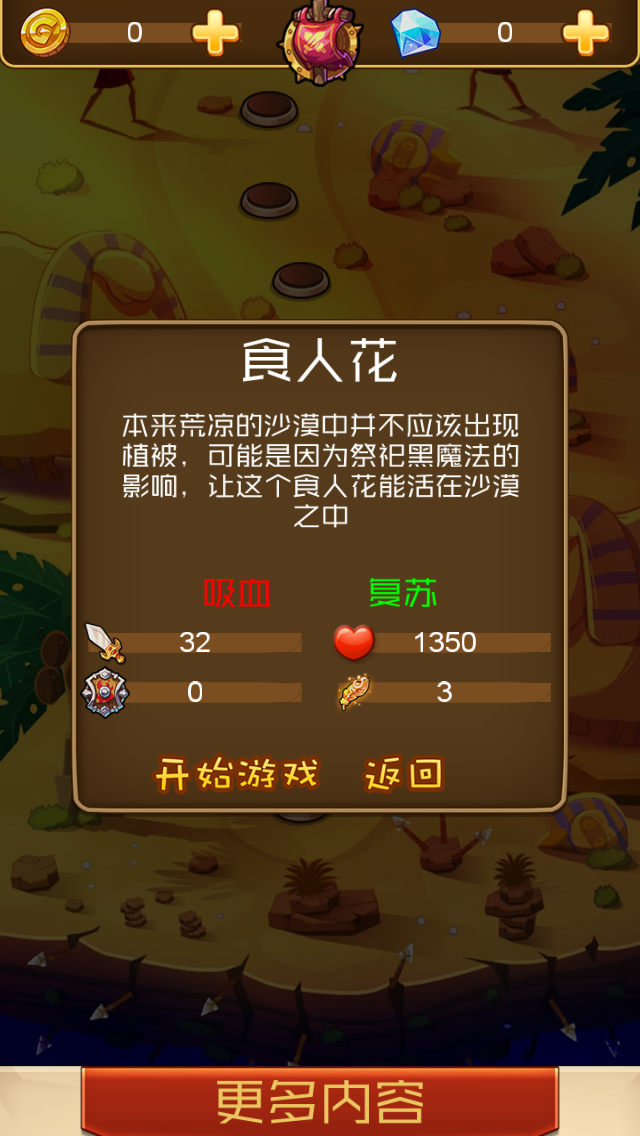 0
0
食人花
本来荒凉的沙漠中并不应该出现
植被，可能是因为祭祀黑魔法的
影响，让这个食人花能活在沙漠
之中
吸血 复苏
32 1350
0 3
开始游戏 返回
更多内容